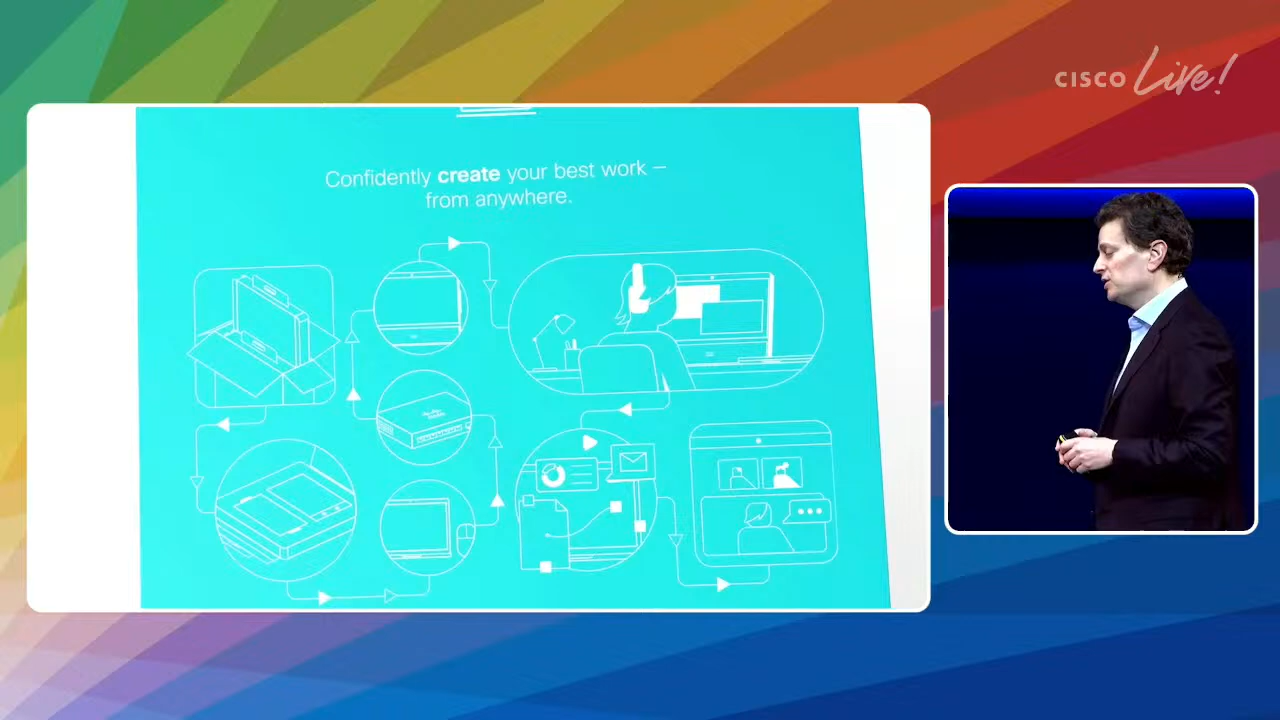 CISCO Live!
Confidently create your best work –
from anywhere.